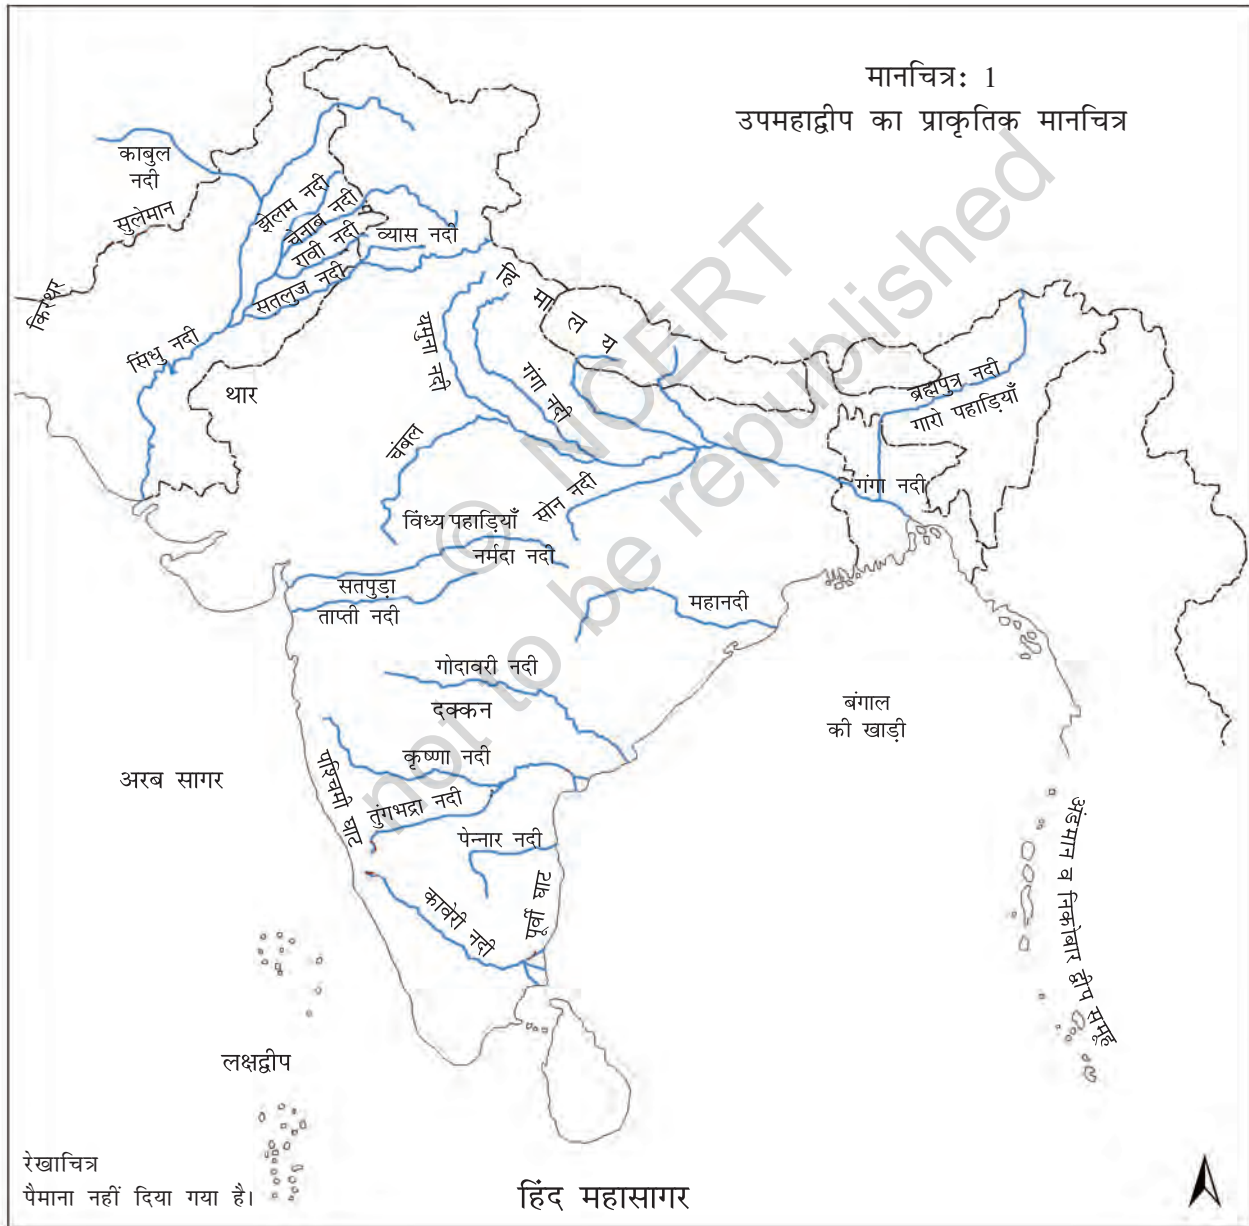 मानचित्र: 1
उपमहाद्वीप का प्राकृतिक मानचित्र
काबुल
नदी
सुलेमान
किरथर
झेलम नदी
चेनाब नदी
रावी नदी
व्यास नदी
सतलुज नदी
सिंधु नदी
थार
हिमालय
यमुना नदी
गंगा नदी
चंबल
सोन नदी
ब्रह्मपुत्र नदी
गारो पहाड़ियाँ
गंगा नदी
विंध्य पहाड़ियाँ
नर्मदा नदी
सतपुड़ा
ताप्ती नदी
महानदी
गोदाबरी नदी
दक्कन
बंगाल
की खाड़ी
कृष्णा नदी
अरब सागर
पश्चिमी घाट
तुंगभद्रा नदी
पेन्नार नदी
कावेरी नदी
पूर्वी घाट
अंडमान व निकोबार द्वीप समूह
लक्षद्वीप
रेखाचित्र
पैमाना नहीं दिया गया है।
हिंद महासागर
© NCERT
not to be republished